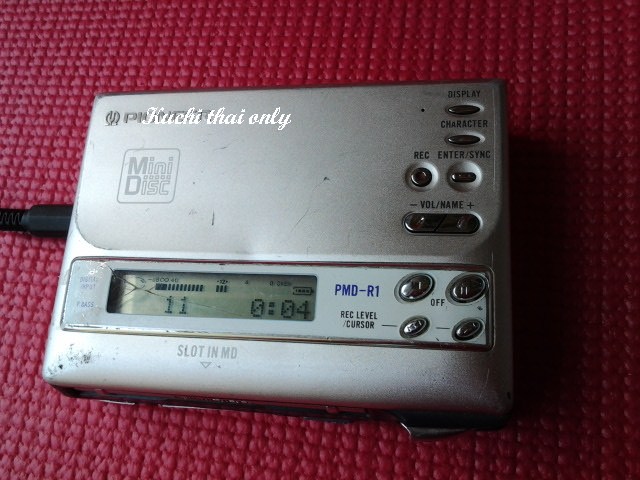 DISPLAY
Kuchi thai only
CHARACTER
REC ENTER/SYNC
Mini
Disc
- VOL/NAME +
PMD-R1
11 0:04
OFF
REC LEVEL
/CURSOR
SLOT IN MD